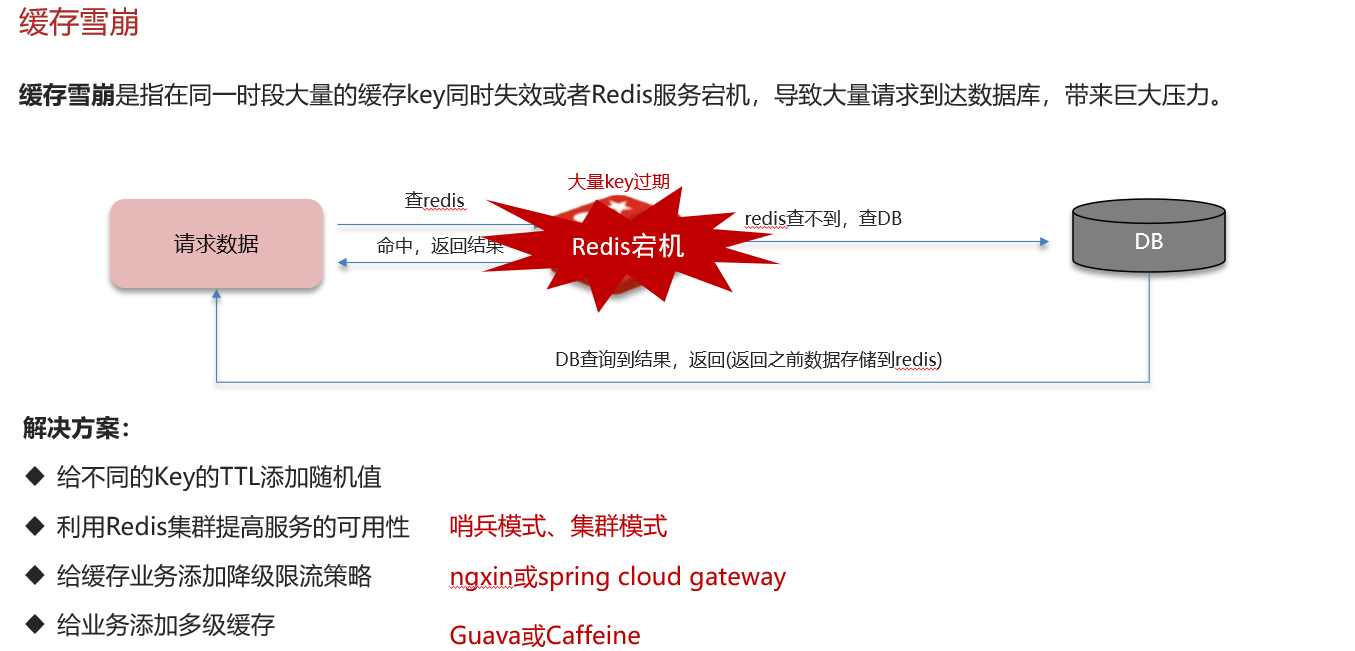 缓存雪崩
缓存雪崩是指在同一时段大量的缓存key同时失效或者Redis服务宕机，导致大量请求到达数据库，带来巨大压力。
大量key过期
查redis
请求数据
命中，返回结果
Redis宕机
redis查不到，查DB
DB
DB查询到结果，返回(返回之前数据存储到redis)
解决方案：
◆ 给不同的Key的TTL添加随机值
◆ 利用Redis集群提高服务的可用性 哨兵模式、集群模式
◆ 给缓存业务添加降级限流策略 ngxin或spring cloud gateway
◆ 给业务添加多级缓存 Guava或Caffeine